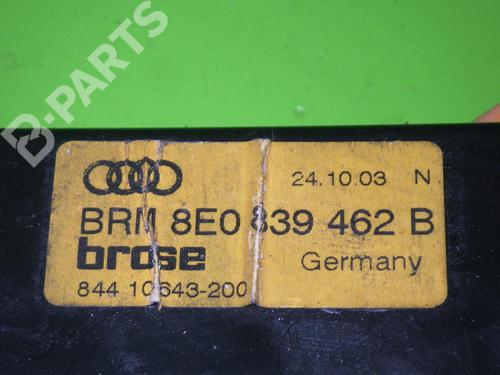 B-PARTS
24.10.03 N
BRM 8E0 839 462 B
brose Germany
844 10643-200